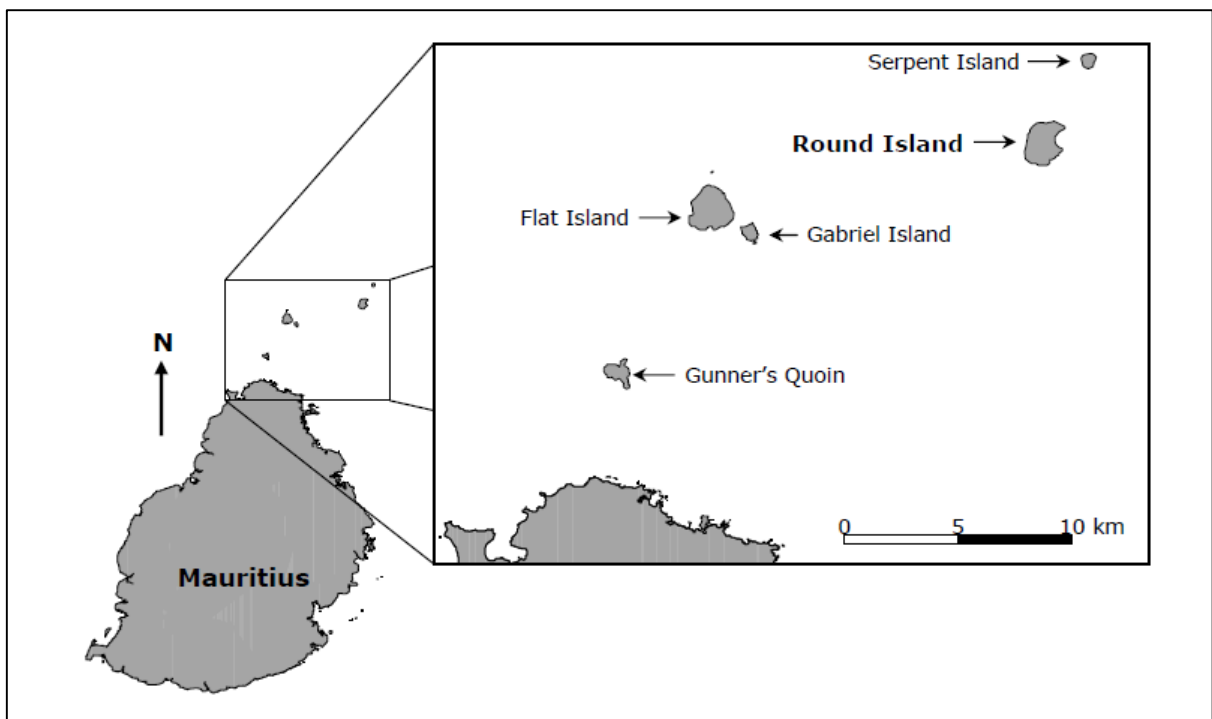 Serpent Island
Round Island
Flat Island
Gabriel Island
N
Gunner's Quoin
0 5 10 km
Mauritius